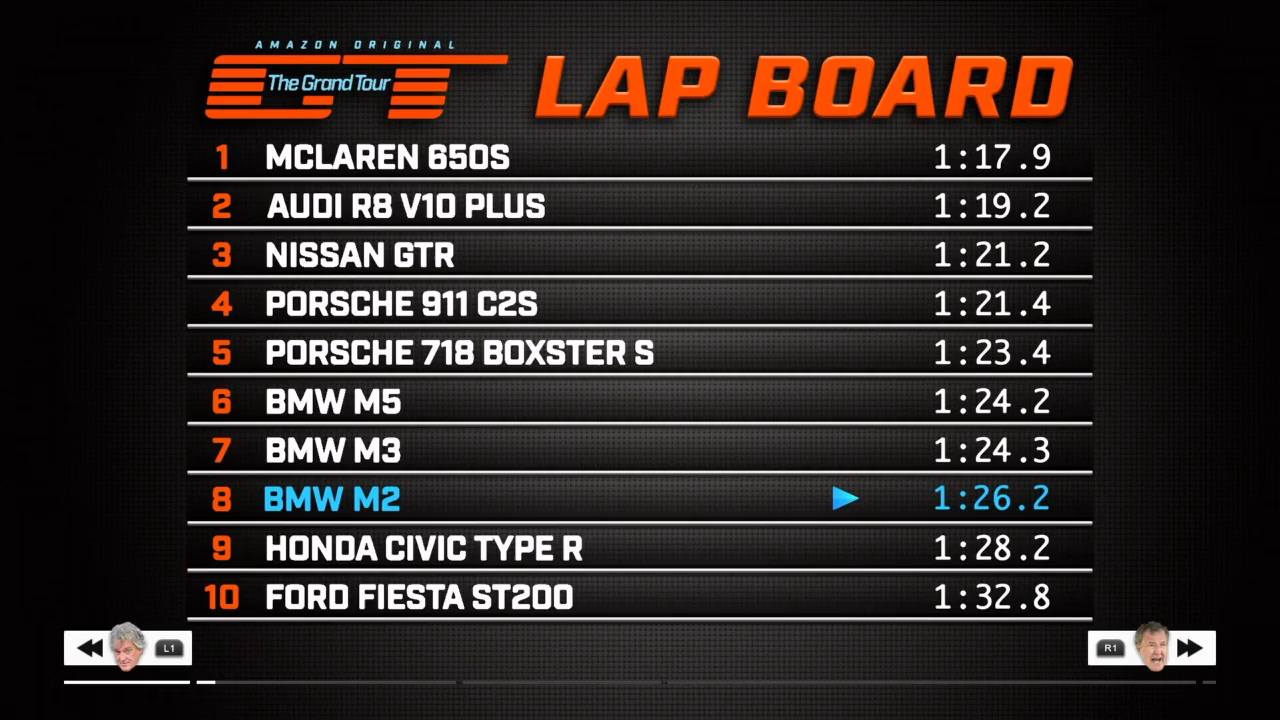 AMAZON ORIGINAL
The Grand Tour
LAP BOARD
1 MCLAREN 650S 1:17.9
2 AUDI R8 V10 PLUS 1:19.2
3 NISSAN GTR 1:21.2
4 PORSCHE 911 C2S 1:21.4
5 PORSCHE 718 BOXSTER S 1:23.4
6 BMW M5 1:24.2
7 BMW M3 1:24.3
8 BMW M2 1:26.2
9 HONDA CIVIC TYPE R 1:28.2
10 FORD FIESTA ST200 1:32.8
L1
R1